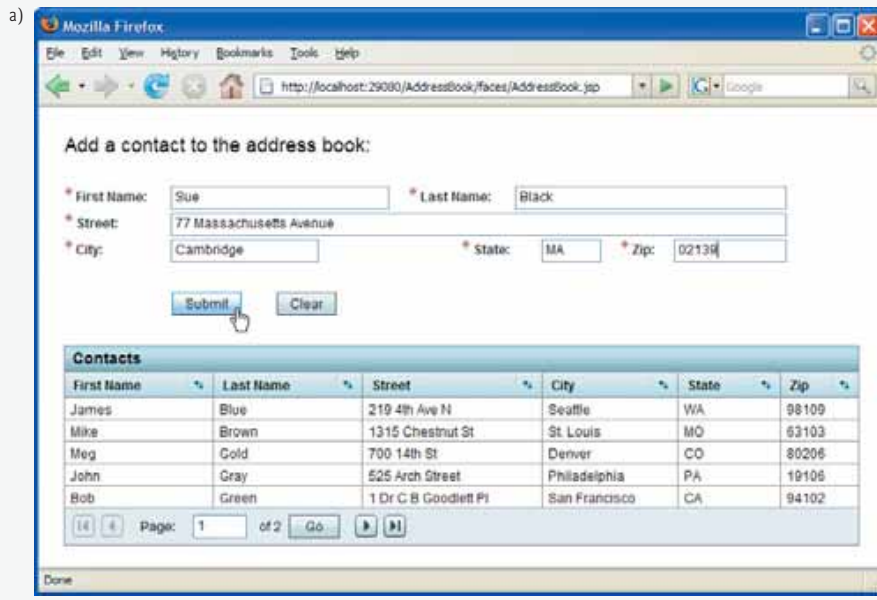 a)
Mozilla Firefox
File Edit View History Bookmarks Tools Help
http://localhost:29080/AddressBook/faces/AddressBook.jsp Google
Add a contact to the address book:
* First Name: Sue * Last Name: Black
* Street: 77 Massachusetts Avenue
* City: Cambridge * State: MA * Zip: 02139
Submit Clear
Contacts
First Name Last Name Street City State Zip
James Blue 219 4th Ave N Seattle WA 98109
Mike Brown 1315 Chestnut St St. Louis MO 63103
Meg Gold 700 14th St Denver CO 80206
John Gray 525 Arch Street Philadelphia PA 19106
Bob Green 1 Dr C B Goodlett Pl San Francisco CA 94102
Page: 1 of 2 Go
Done